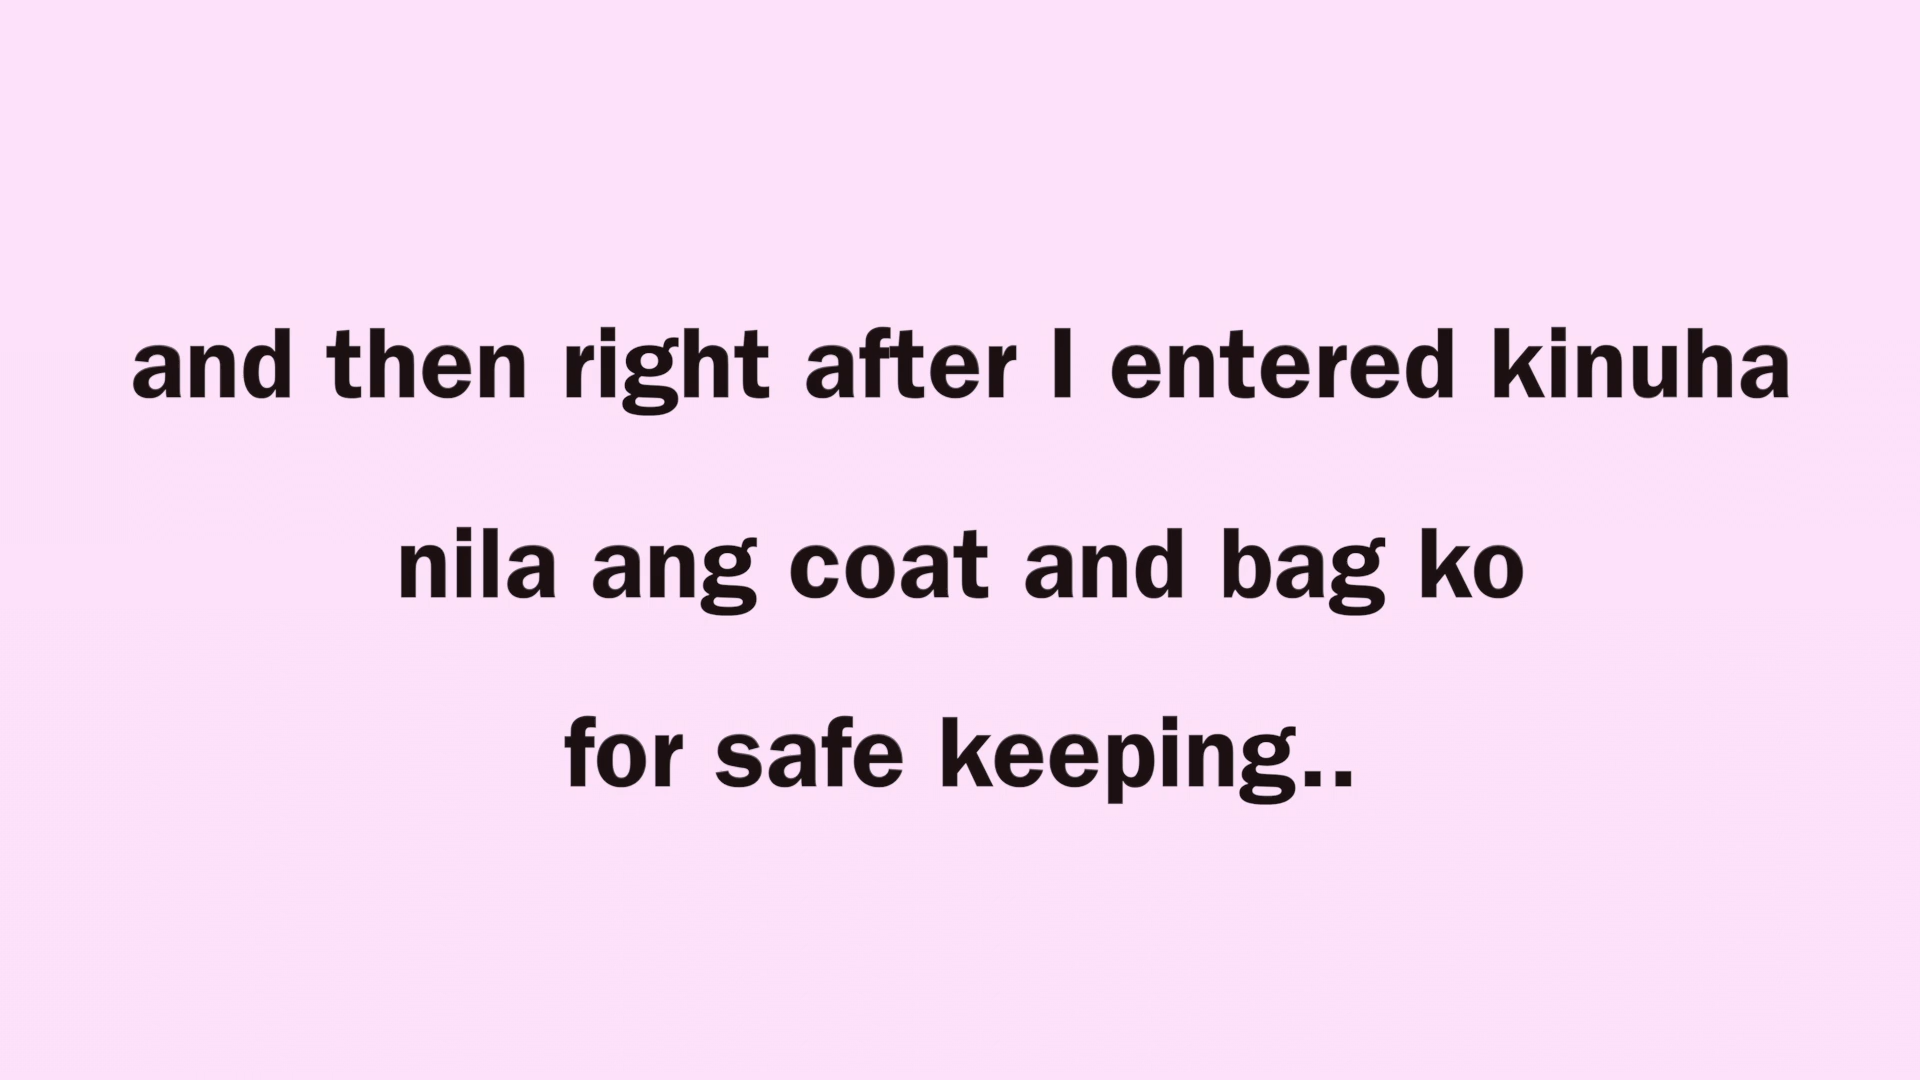 and then right after I entered kinuha
nila ang coat and bag ko
for safe keeping..